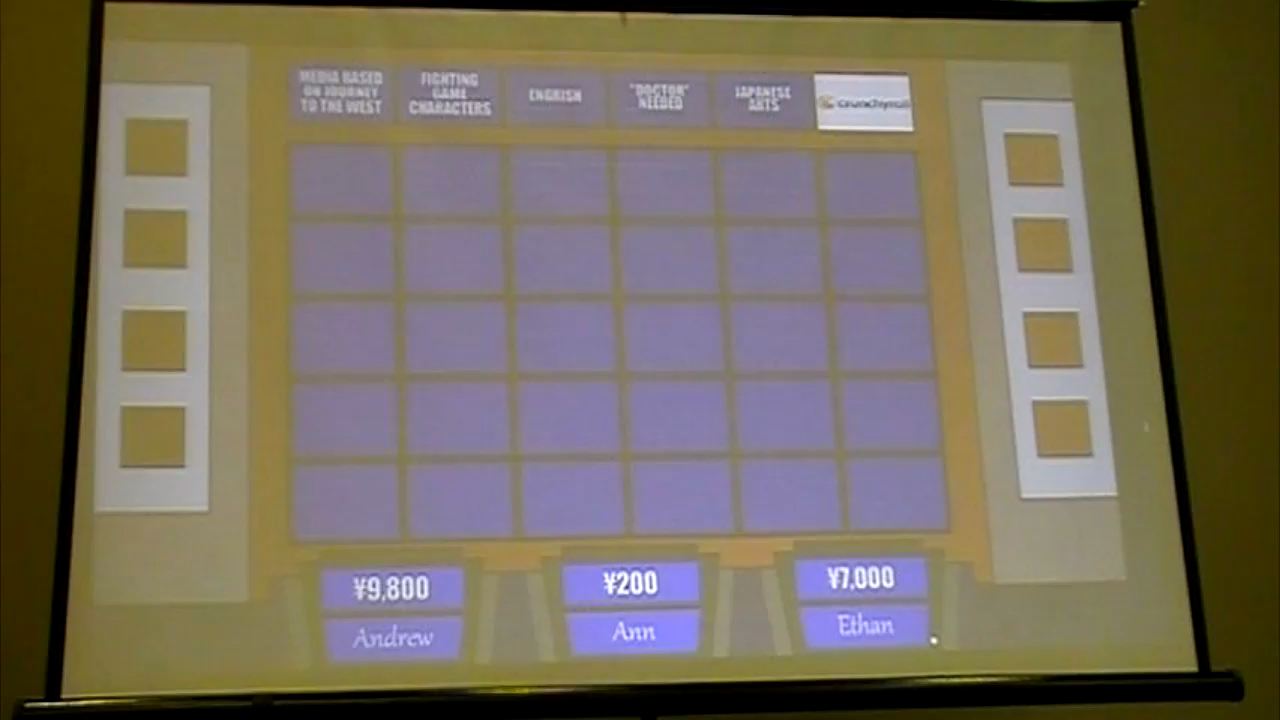 MEDIA BASED
ON JOURNEY
TO THE WEST
FIGHTING
GAME
CHARACTERS
ENGRISH
"DOCTOR"
NEEDED
JAPANESE
ARTS
crunchyroll
¥9,800
¥200
¥7,000
Andrew
Ann
Ethan